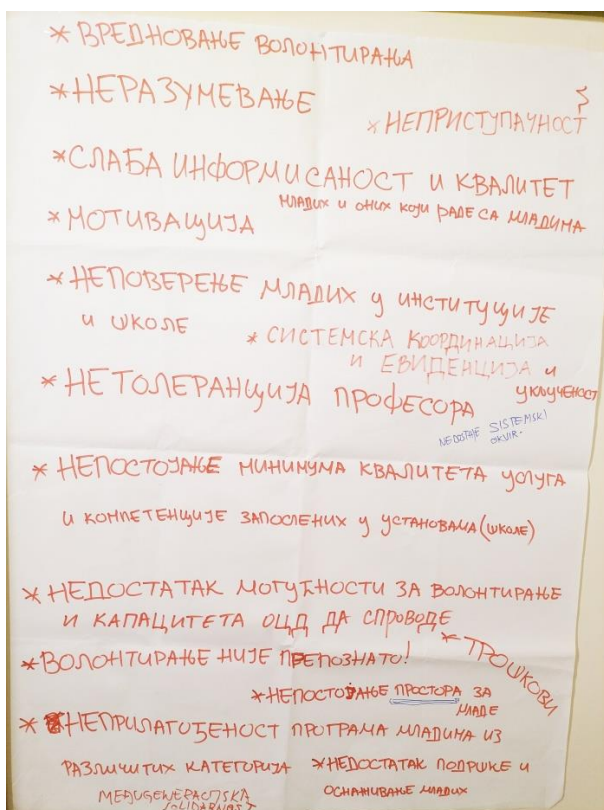 * ВРЕДНОВАЊЕ ВОЛОНТИРАЊА
* НЕРАЗУМЕВАЊЕ
* НЕПРИСТУПАЧНОСТ
* СЛАБА ИНФОРМИСАНОСТ И КВАЛИТЕТ
МЛАДИХ И ОНИХ КОЈИ РАДЕ СА МЛАДИМА
* МОТИВАЦИЈА
* НЕПОВЕРЕЊЕ МЛАДИХ У ИНСТИТУЦИЈЕ
И ШКОЛЕ
* СИСТЕМСКА КООРДИНАЦИЈА
И ЕВИДЕНЦИЈА И
УКЉУЧЕНОСТ
* НЕТОЛЕРАНЦИЈА ПРОФЕСОРА
NEDOSTAJE SISTEMSKI
OKVIR.
* НЕПОСТОЈАЊЕ МИНИМУМА КВАЛИТЕТА УСЛУГА
И КОМПЕТЕНЦИЈЕ ЗАПОСЛЕНИХ У УСТАНОВАМА (ШКОЛЕ)
* НЕДОСТАТАК МОГУЋНОСТИ ЗА ВОЛОНТИРАЊЕ
И КАПАЦИТЕТА ОЦД ДА СПРОВОДЕ
* ВОЛОНТИРАЊЕ НИЈЕ ПРЕПОЗНАТО!
* ТРОШКОВИ
* НЕПОСТОЈАЊЕ ПРОСТОРА ЗА
МЛАДЕ
* НЕПРИЛАГОЂЕНОСТ ПРОГРАМА МЛАДИМА ИЗ
РАЗЛИЧИТИХ КАТЕГОРИЈА
* НЕДОСТАТАК ПОДРШКЕ И
ОСНАЖИВАЊЕ МЛАДИХ
MEĐUGENERACIJSKA
SOLIDARNOST